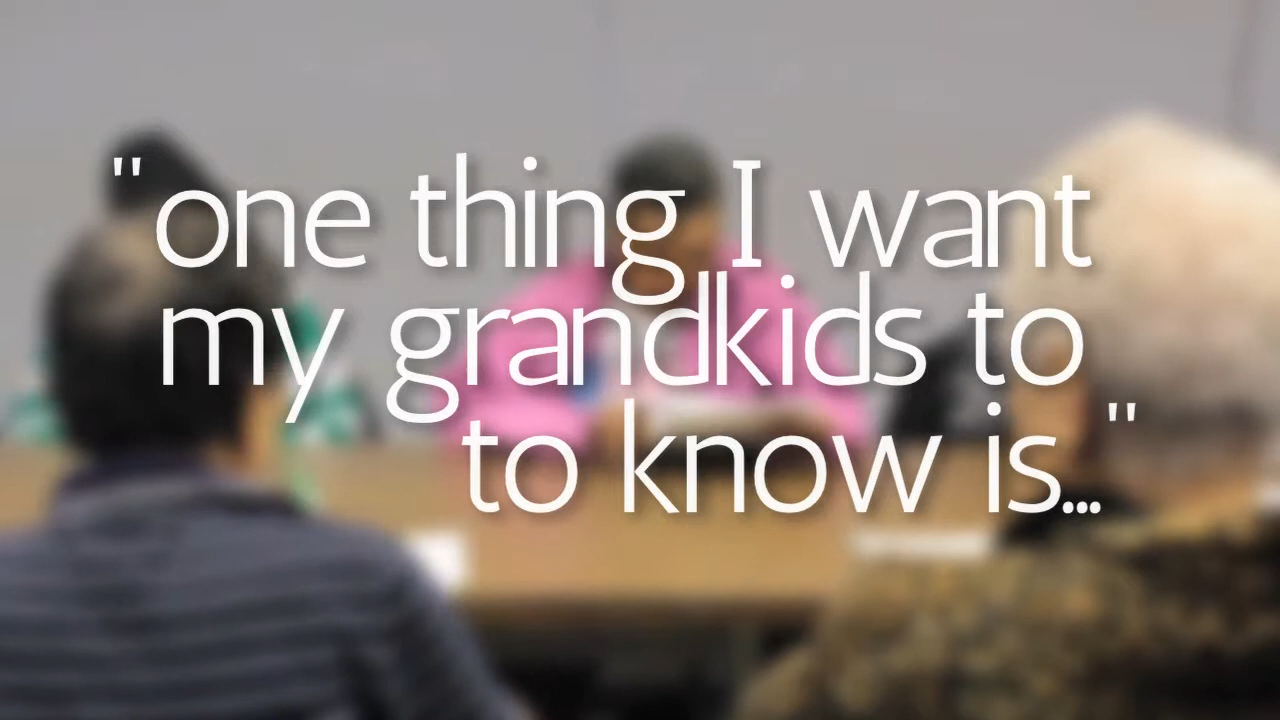 "one thing I want
my grandkids to
to know is..."